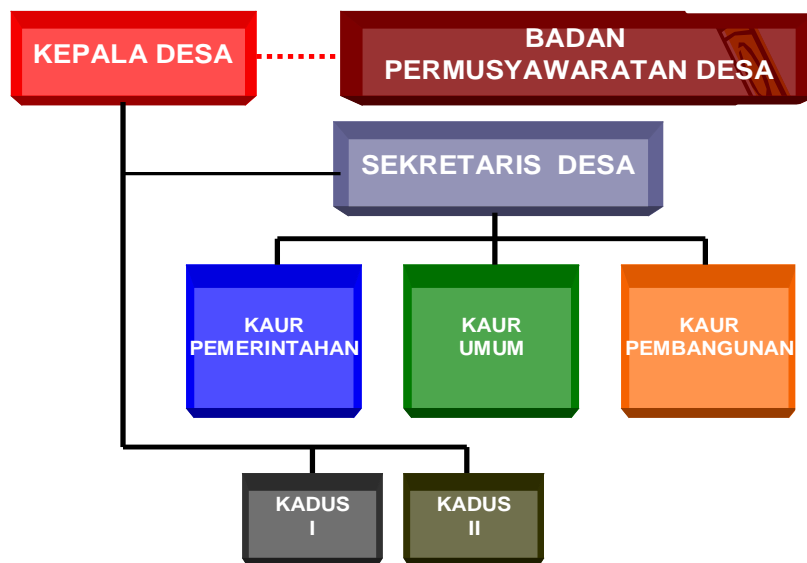 KEPALA DESA
BADAN
PERMUSYAWARATAN DESA
SEKRETARIS DESA
KAUR
PEMERINTAHAN
KAUR
UMUM
KAUR
PEMBANGUNAN
KADUS
I
KADUS
II